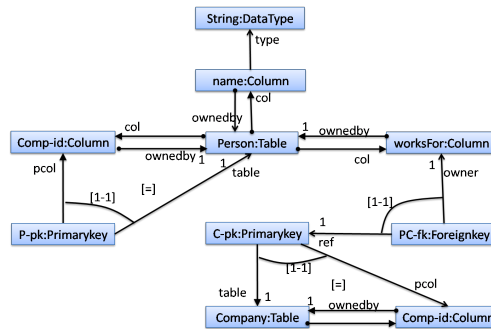 String:DataType
type
name:Column
ownedby
col
col
1
ownedby
Comp-id:Column
Person:Table
worksFor:Column
ownedby
1
1
table
col
1
owner
pcol
[1-1]
[=]
[1-1]
P-pk:Primarykey
C-pk:Primarykey
1
PC-fk:Foreignkey
ref
[1-1]
[=]
pcol
table
1
1
ownedby
Company:Table
Comp-id:Column